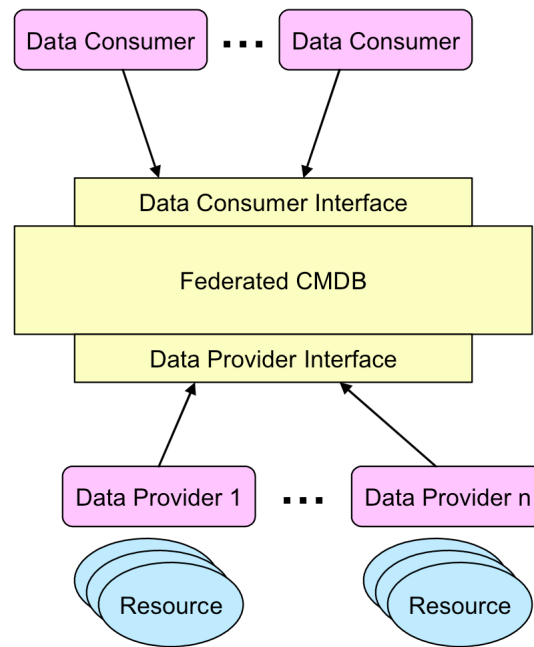 Data Consumer ... Data Consumer
Data Consumer Interface
Federated CMDB
Data Provider Interface
Data Provider 1 ... Data Provider n
Resource Resource